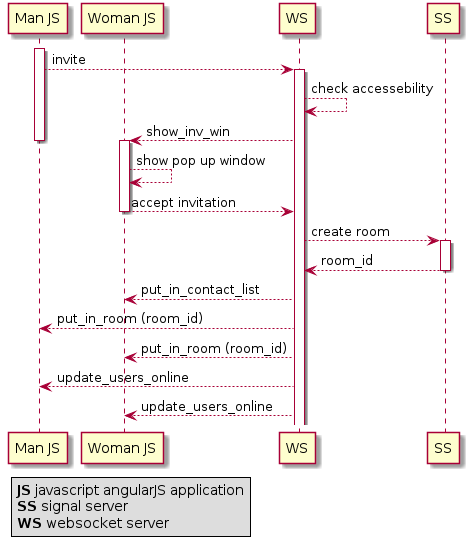 Man JS
Woman JS
WS
SS
invite
check accessebility
show_inv_win
show pop up window
accept invitation
create room
room_id
put_in_contact_list
put_in_room (room_id)
put_in_room (room_id)
update_users_online
update_users_online
Man JS
Woman JS
WS
SS
JS javascript angularJS application
SS signal server
WS websocket server